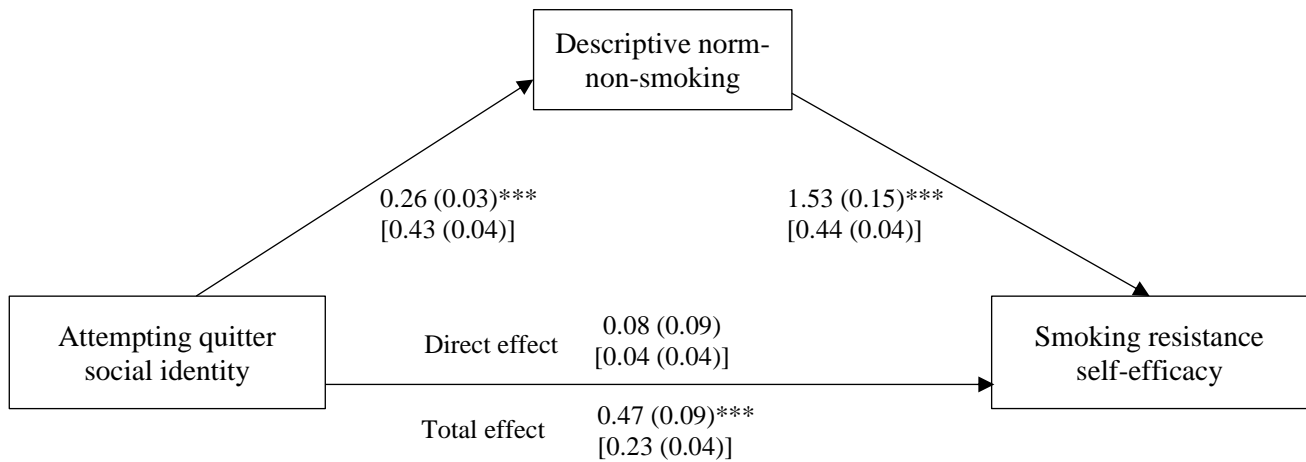 Descriptive norm-
non-smoking
0.26 (0.03)***
[0.43 (0.04)]
1.53 (0.15)***
[0.44 (0.04)]
Attempting quitter
social identity
Direct effect
0.08 (0.09)
[0.04 (0.04)]
Smoking resistance
self-efficacy
Total effect
0.47 (0.09)***
[0.23 (0.04)]